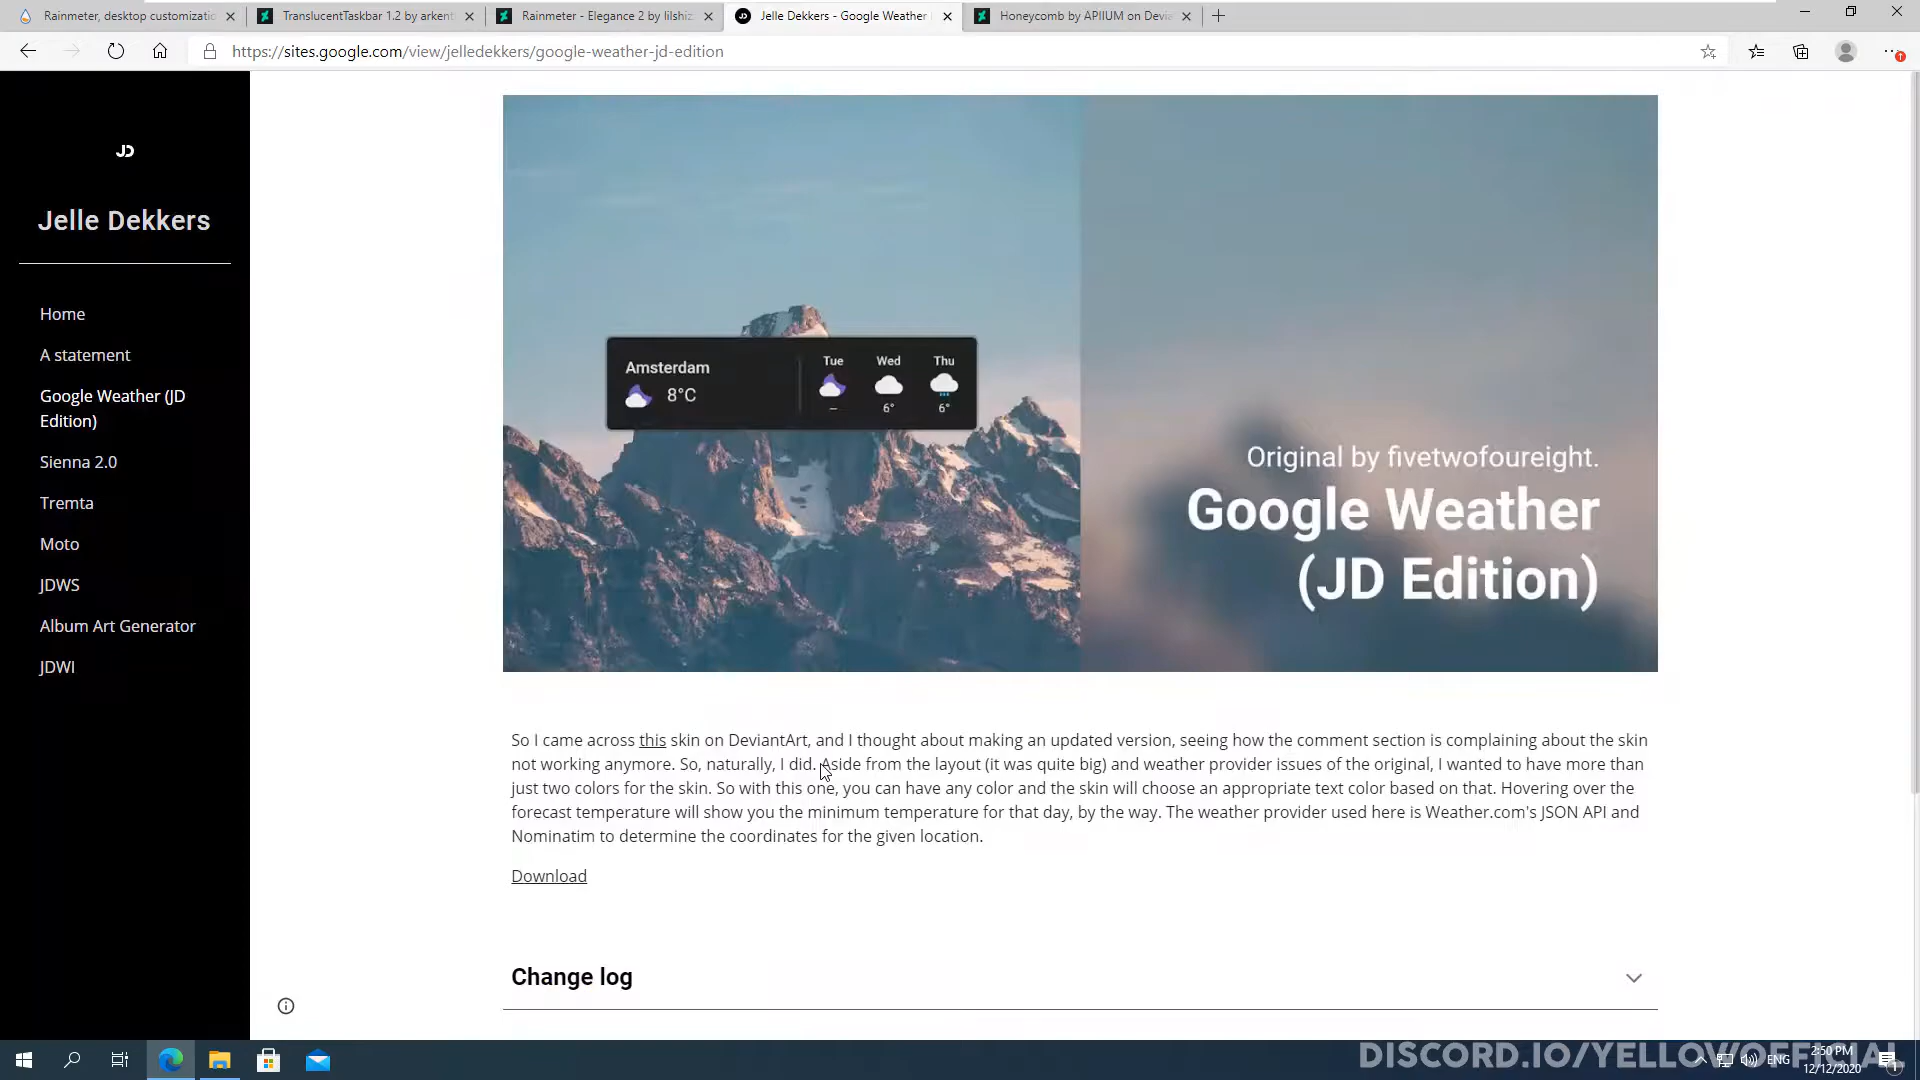 Rainmeter, desktop customizatio
TranslucentTaskbar 1.2 by arkent
Rainmeter - Elegance 2 by lilshiz
Jelle Dekkers - Google Weather
Honeycomb by APIIUM on Devia
https://sites.google.com/view/jelledekkers/google-weather-jd-edition
JD
Jelle Dekkers
Home
A statement
Google Weather (JD
Edition)
Sienna 2.0
Tremta
Moto
JDWS
Album Art Generator
JDWI
Amsterdam
8°C
Tue
Wed
Thu
–
6°
6°
Original by fivetwofoureight.
Google Weather
(JD Edition)
So I came across this skin on DeviantArt, and I thought about making an updated version, seeing how the comment section is complaining about the skin
not working anymore. So, naturally, I did. Aside from the layout (it was quite big) and weather provider issues of the original, I wanted to have more than
just two colors for the skin. So with this one, you can have any color and the skin will choose an appropriate text color based on that. Hovering over the
forecast temperature will show you the minimum temperature for that day, by the way. The weather provider used here is Weather.com's JSON API and
Nominatim to determine the coordinates for the given location.
Download
Change log
DISCORD.IO/YELLOWOFFICIAL
ENG
2:50 PM
12/12/2020